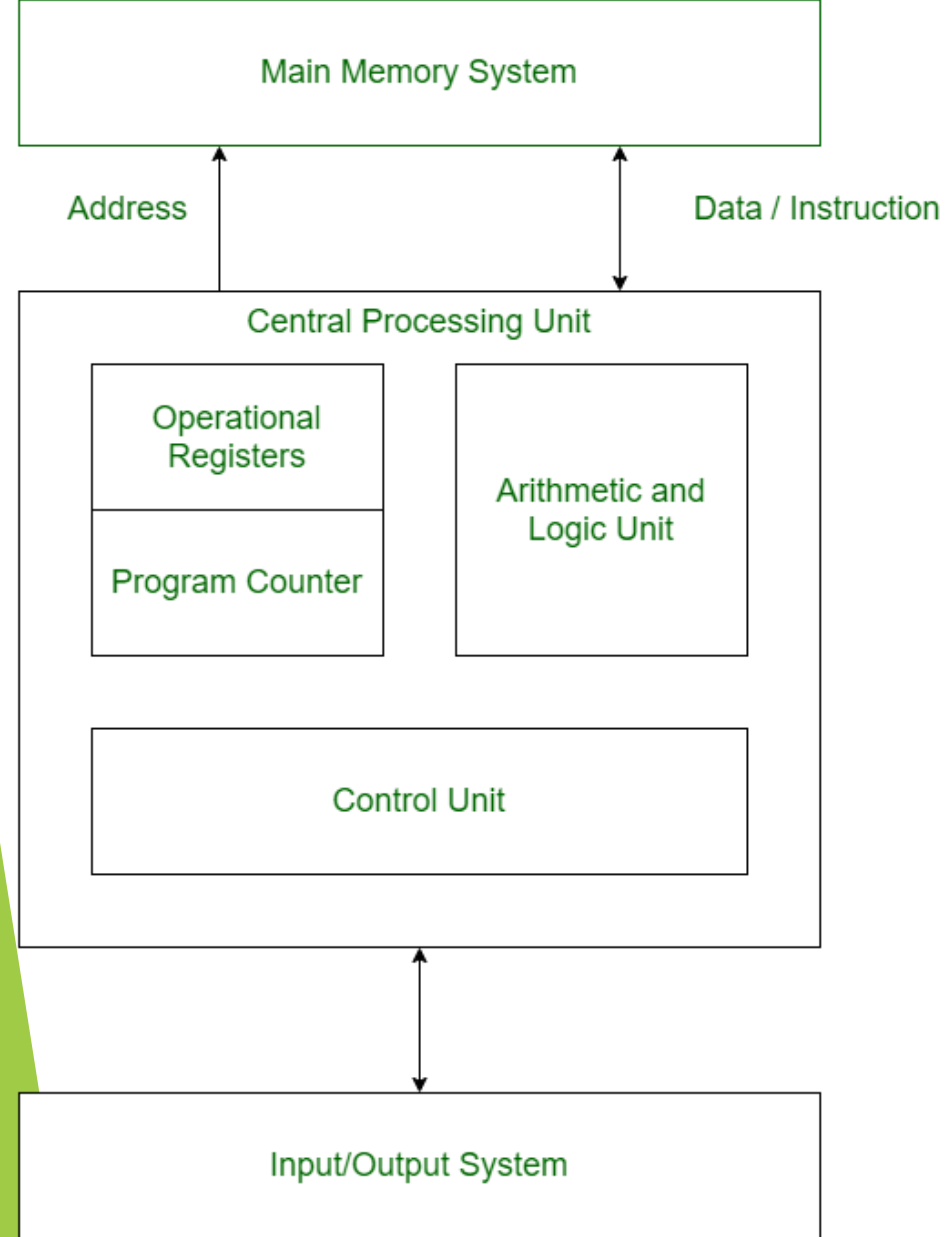 Main Memory System
Address
Data / Instruction
Central Processing Unit
Operational
Registers
Arithmetic and
Logic Unit
Program Counter
Control Unit
Input/Output System